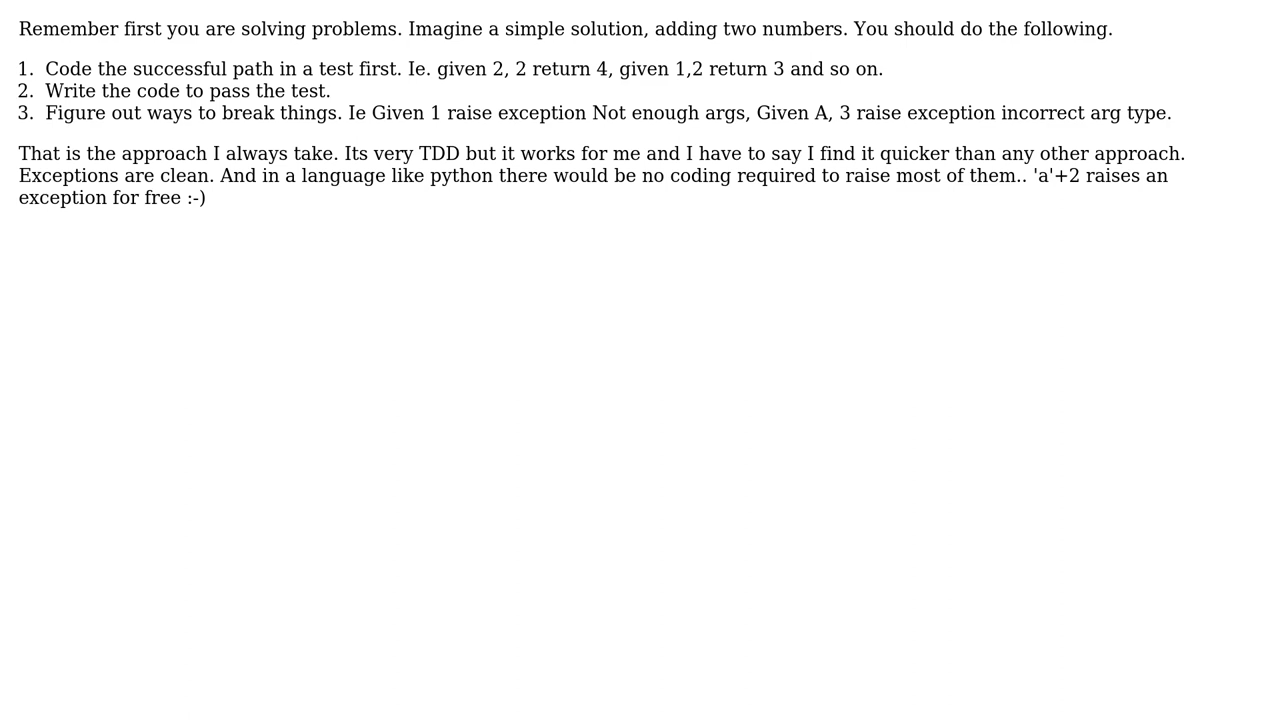 Remember first you are solving problems. Imagine a simple solution, adding two numbers. You should do the following.
1. Code the successful path in a test first. Ie. given 2, 2 return 4, given 1,2 return 3 and so on.
2. Write the code to pass the test.
3. Figure out ways to break things. Ie Given 1 raise exception Not enough args, Given A, 3 raise exception incorrect arg type.
That is the approach I always take. Its very TDD but it works for me and I have to say I find it quicker than any other approach.
Exceptions are clean. And in a language like python there would be no coding required to raise most of them.. 'a'+2 raises an
exception for free :-)